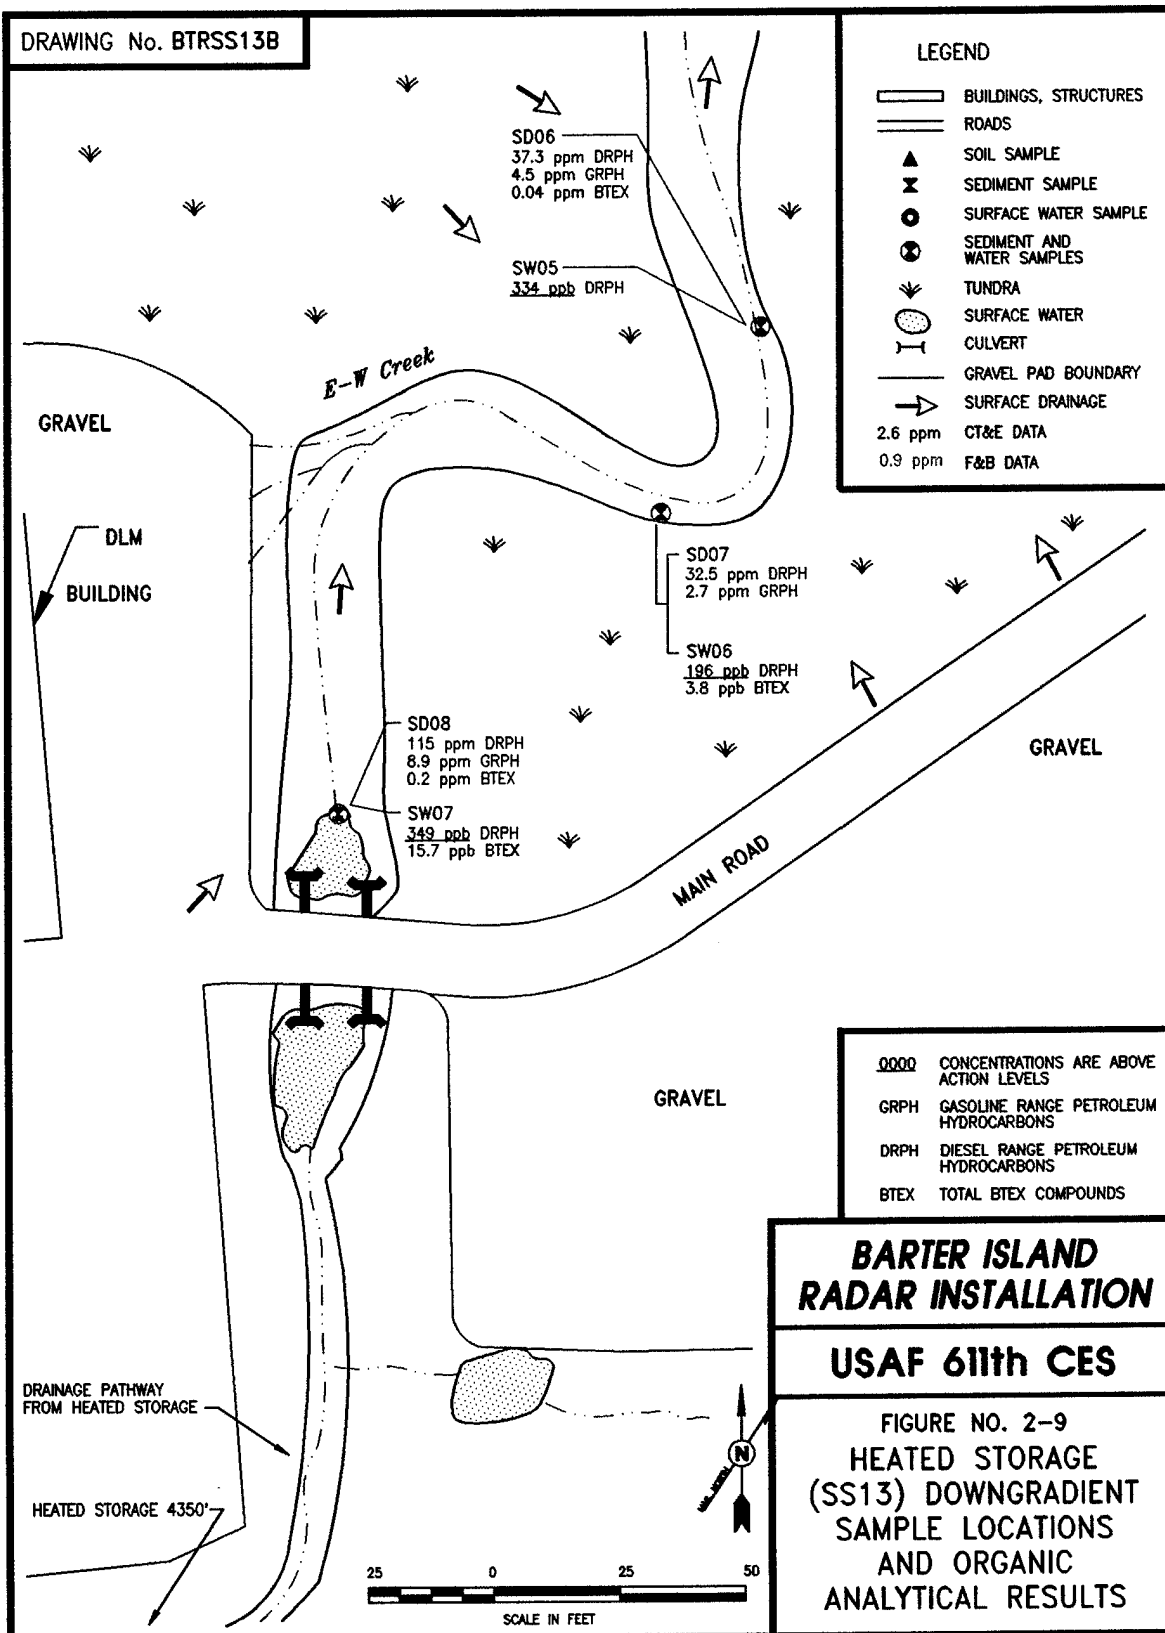 DRAWING No. BTRSS13B
LEGEND
BUILDINGS, STRUCTURES
ROADS
SOIL SAMPLE
SEDIMENT SAMPLE
SURFACE WATER SAMPLE
SEDIMENT AND
WATER SAMPLES
TUNDRA
SURFACE WATER
CULVERT
GRAVEL PAD BOUNDARY
SURFACE DRAINAGE
2.6 ppm CT&E DATA
0.9 ppm F&B DATA
SD06
37.3 ppm DRPH
4.5 ppm GRPH
0.04 ppm BTEX
SW05
334 ppb DRPH
E-W Creek
GRAVEL
DLM
BUILDING
SD07
32.5 ppm DRPH
2.7 ppm GRPH
SW06
196 ppb DRPH
3.8 ppb BTEX
SD08
115 ppm DRPH
8.9 ppm GRPH
0.2 ppm BTEX
SW07
349 ppb DRPH
15.7 ppb BTEX
GRAVEL
MAIN ROAD
GRAVEL
0000 CONCENTRATIONS ARE ABOVE
ACTION LEVELS
GRPH GASOLINE RANGE PETROLEUM
HYDROCARBONS
DRPH DIESEL RANGE PETROLEUM
HYDROCARBONS
BTEX TOTAL BTEX COMPOUNDS
BARTER ISLAND
RADAR INSTALLATION
USAF 611th CES
FIGURE NO. 2-9
HEATED STORAGE
(SS13) DOWNGRADIENT
SAMPLE LOCATIONS
AND ORGANIC
ANALYTICAL RESULTS
DRAINAGE PATHWAY
FROM HEATED STORAGE
HEATED STORAGE 4350'
N
25 0 25 50
SCALE IN FEET